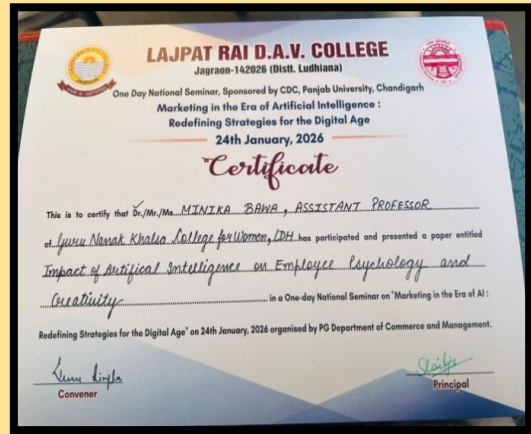 LAJPAT RAI D.A.V. COLLEGE
Jagraon-142026 (Distt. Ludhiana)
One Day National Seminar, Sponsored by CDC, Panjab University, Chandigarh
Marketing in the Era of Artificial Intelligence :
Redefining Strategies for the Digital Age
24th January, 2026
Certificate
This is to certify that Dr./Mr./Ms. MINIKA BAWA, ASSISTANT PROFESSOR
of Guru Nanak Khalsa College for Women, LDH has participated and presented a paper entitled
Impact of Artifical Intelligence on Employee Psychology and
Creativity in a One-day National Seminar on "Marketing in the Era of AI :
Redefining Strategies for the Digital Age" on 24th January, 2026 organised by PG Department of Commerce and Management.
Convener
Principal